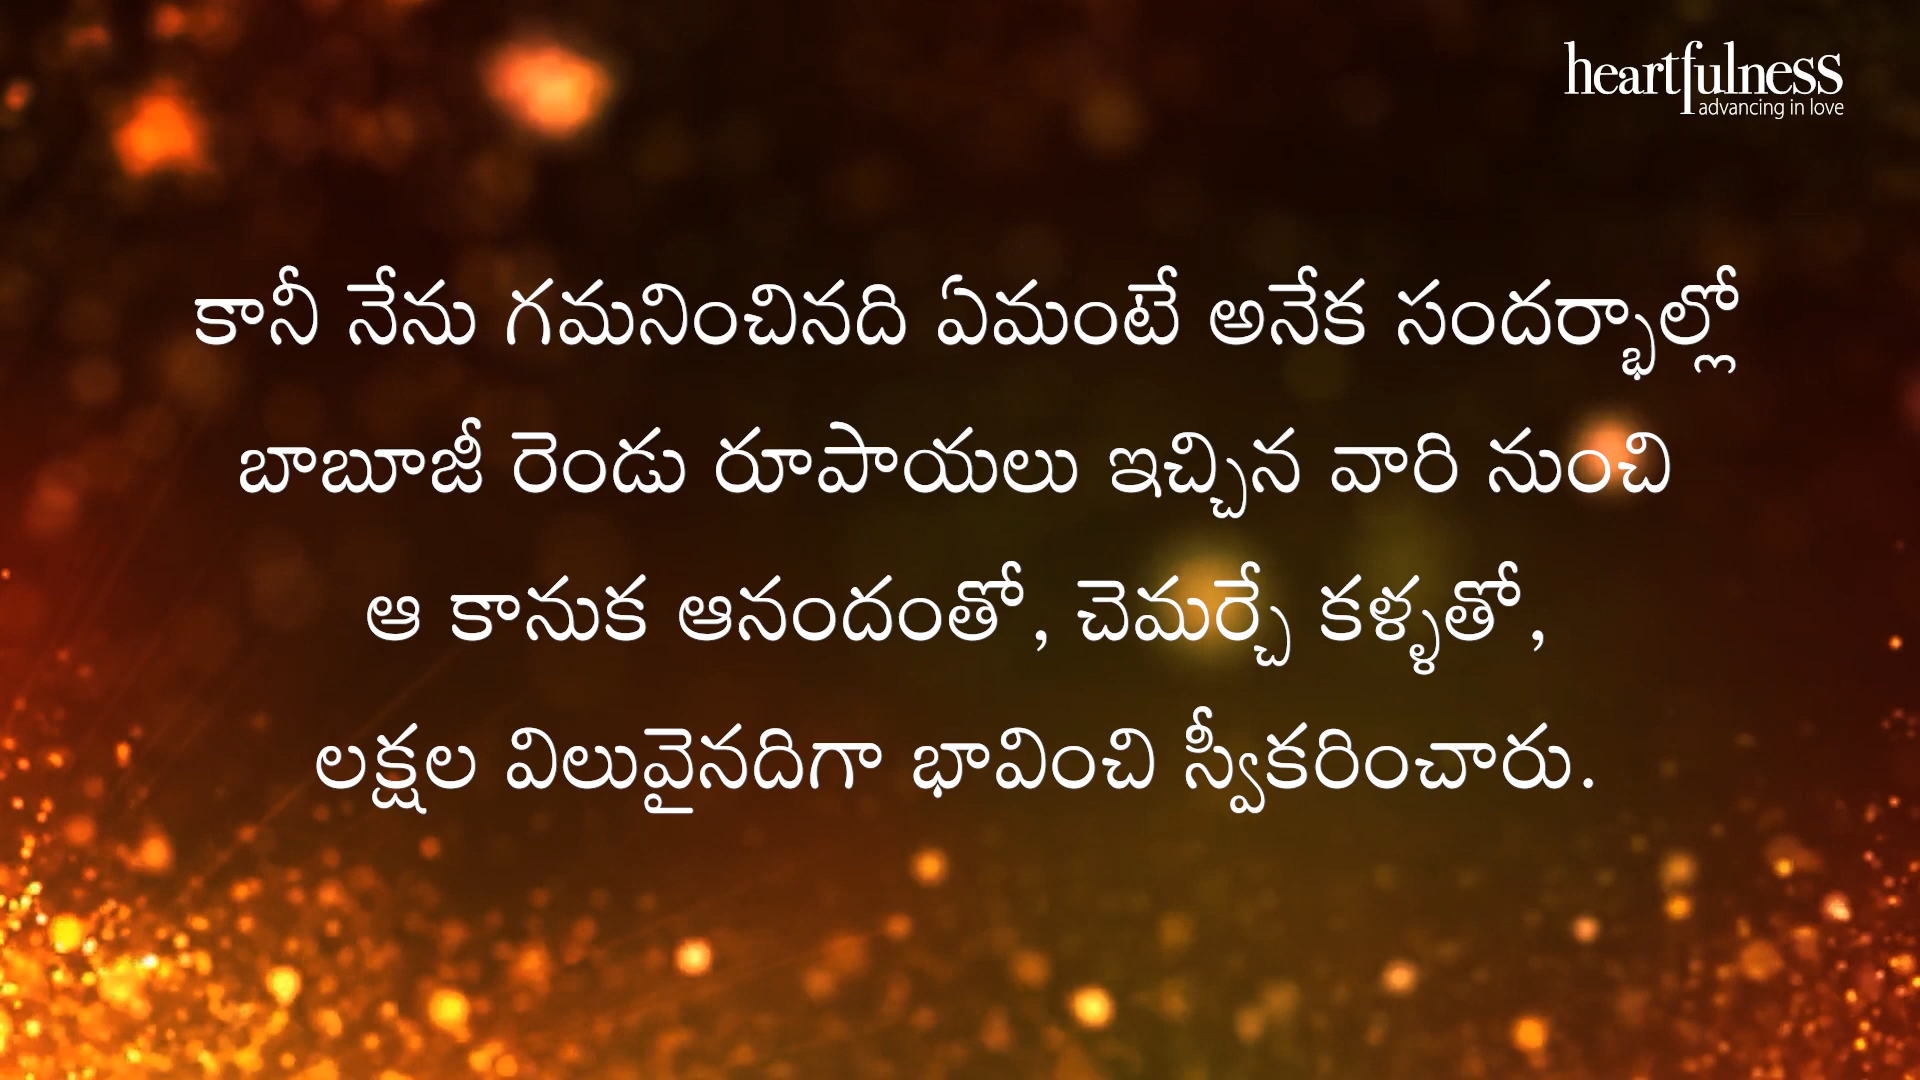 heartfulness
advancing in love
కానీ నేను గమనించినది ఏమంటే అనేక సందర్భాల్లో
బాబూజీ రెండు రూపాయలు ఇచ్చిన వారి నుంచి
ఆ కానుక ఆనందంతో, చెమర్చే కళ్ళతో,
లక్షల విలువైనదిగా భావించి స్వీకరించారు.